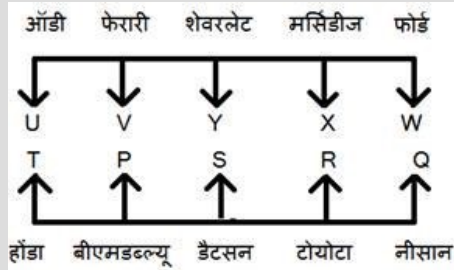 ऑडी फेरारी शेवरलेट मर्सिडीज फोर्ड
U V Y X W
T P S R Q
होंडा बीएमडब्ल्यू डैटसन टोयोटा नीसान